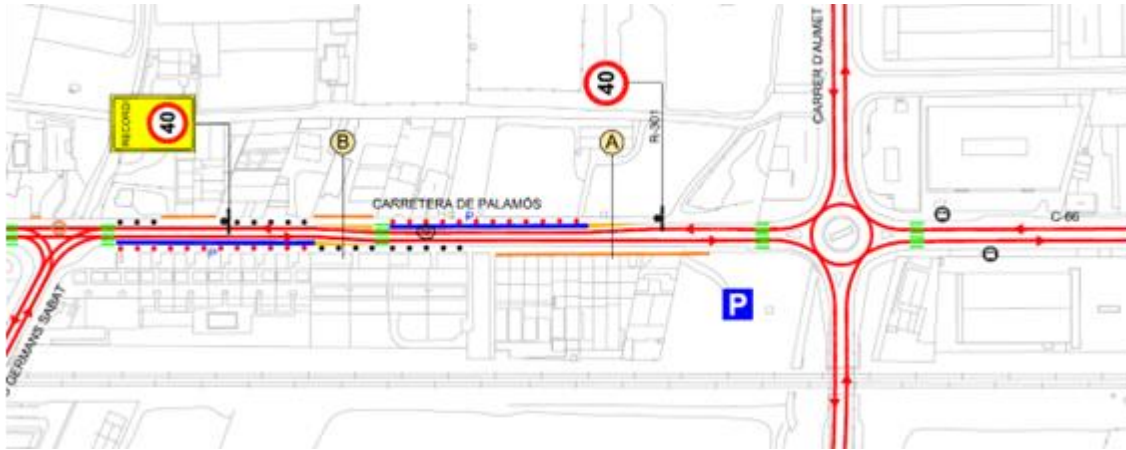 RECORD
40
40
R-301
CARRER D'AUMET
B
A
CARRETERA DE PALAMÓS
P
C-66
P
P
GERMANS SABAT